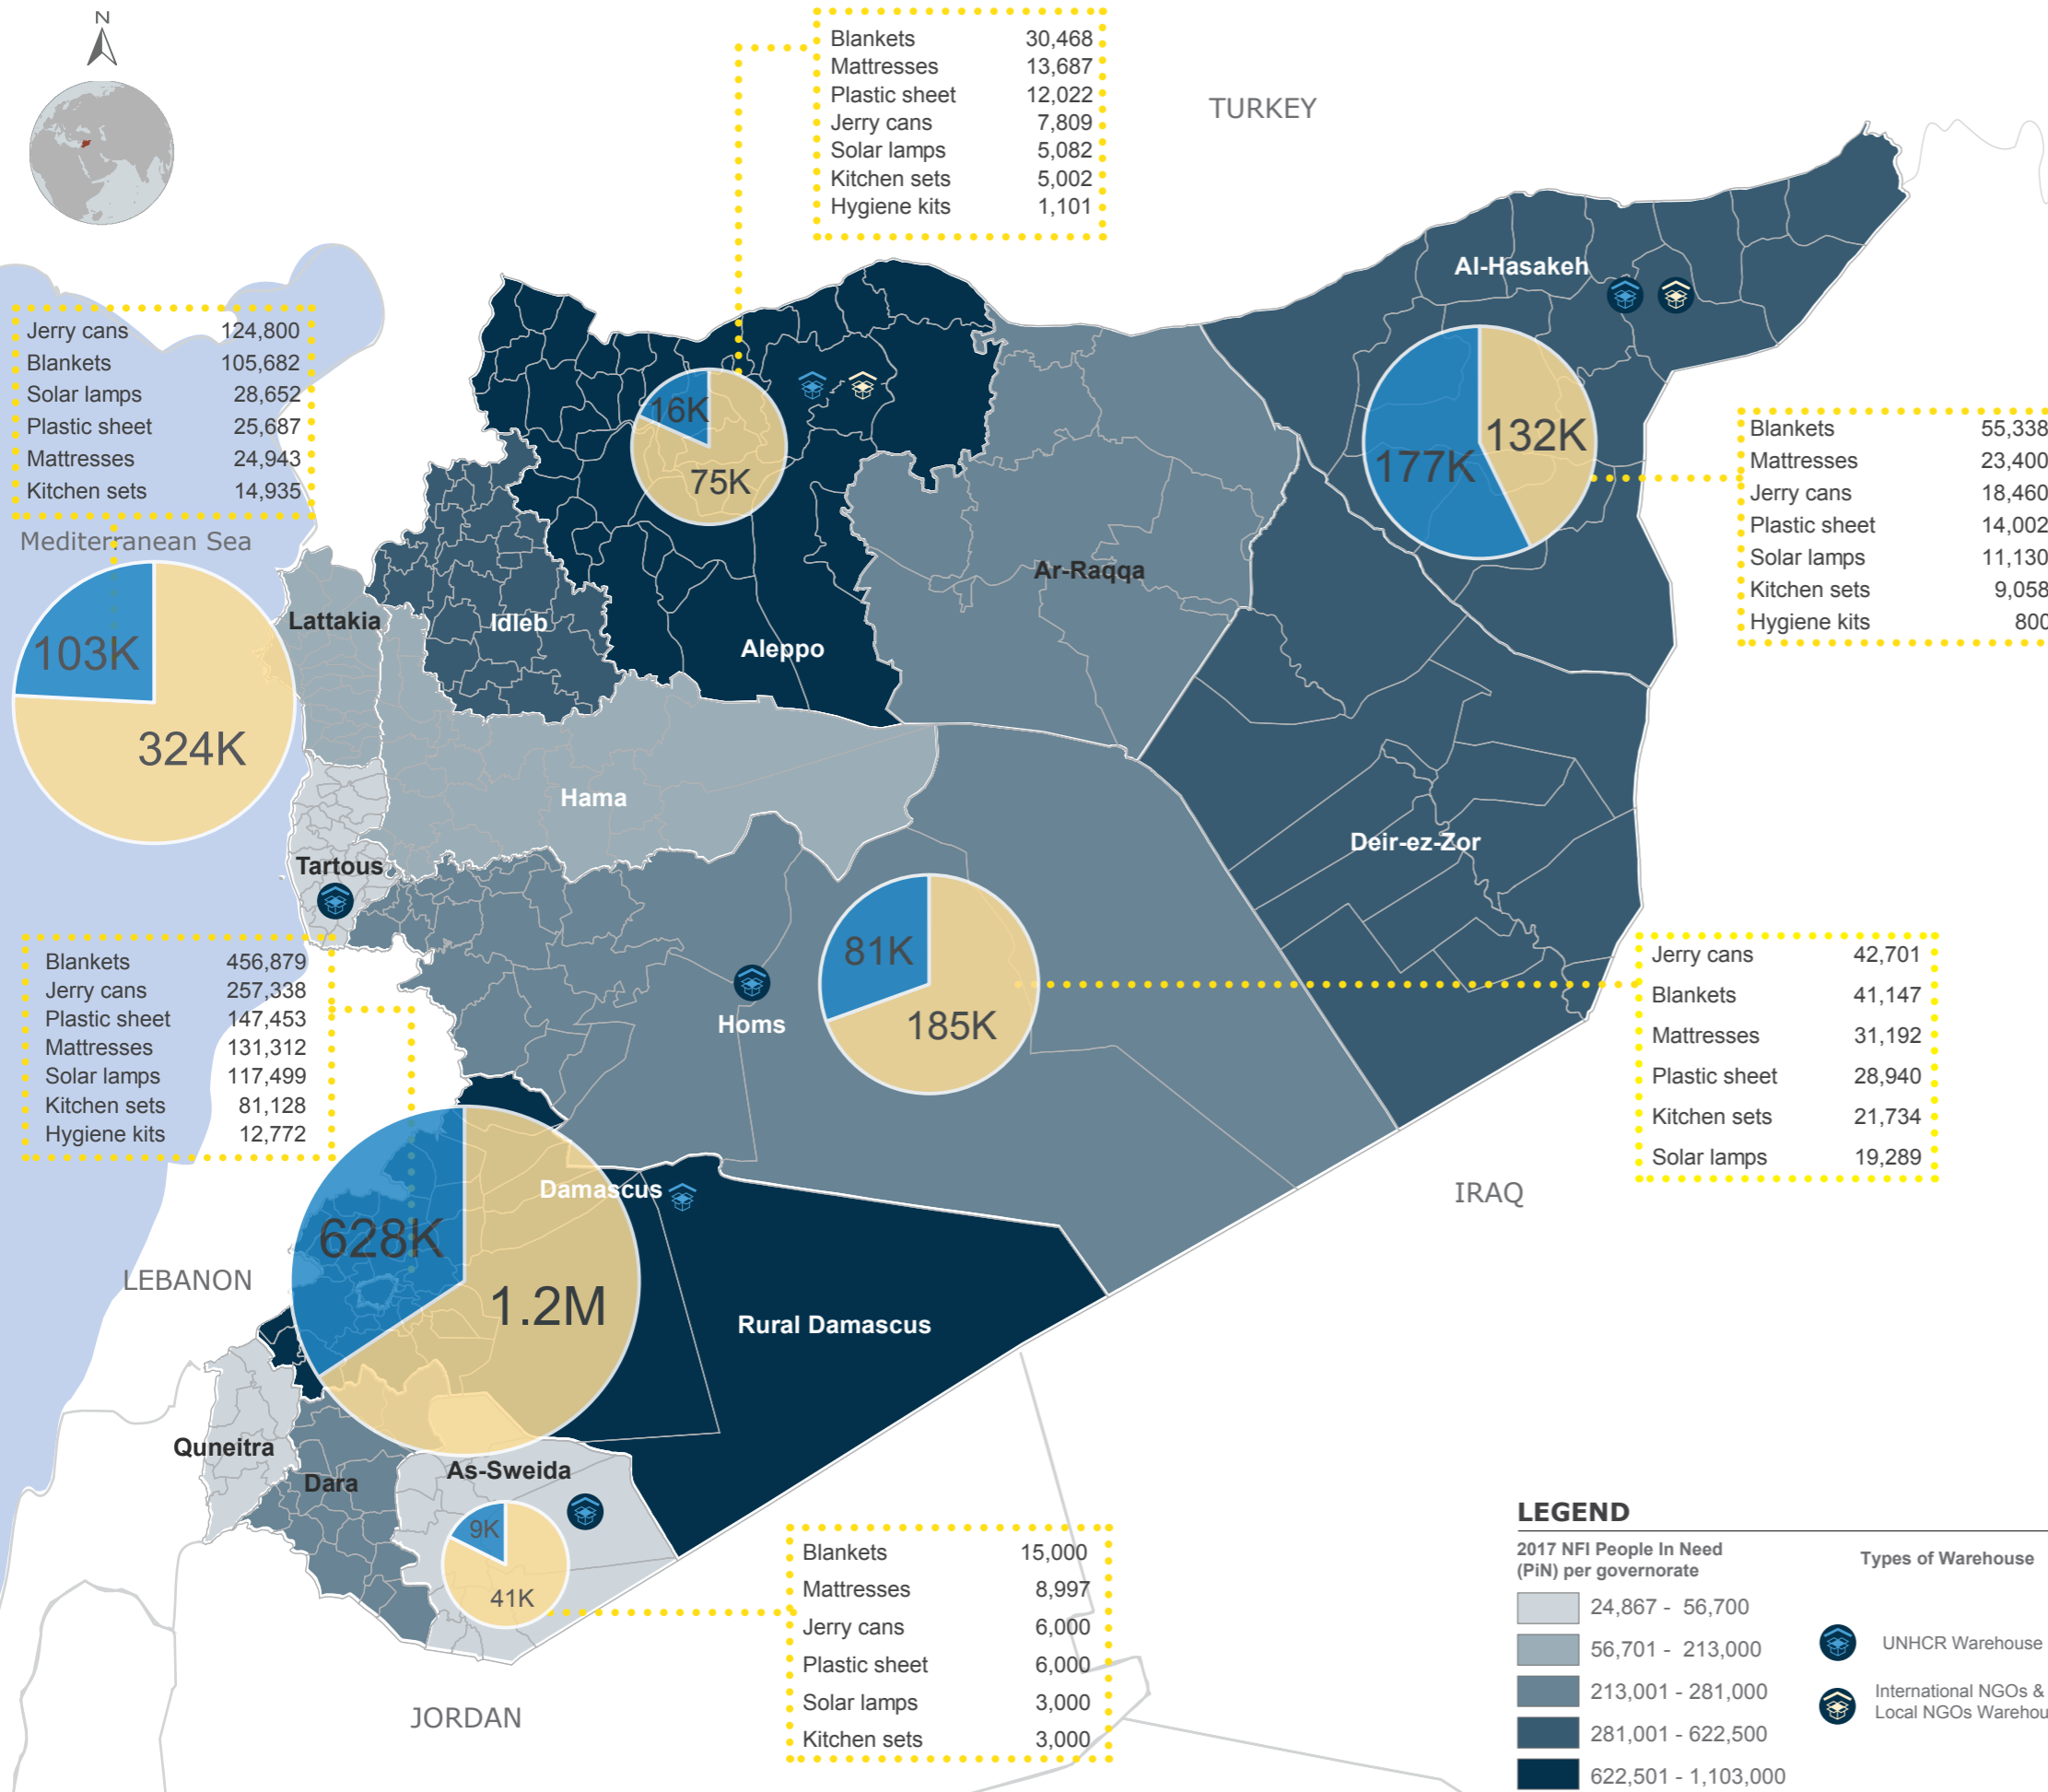 N
Blankets 30,468
Mattresses 13,687
Plastic sheet 12,022
Jerry cans 7,809
Solar lamps 5,082
Kitchen sets 5,002
Hygiene kits 1,101
TURKEY
Al-Hasakeh
Jerry cans 124,800
Blankets 105,682
Solar lamps 28,652
Plastic sheet 25,687
Mattresses 24,943
Kitchen sets 14,935
Mediterranean Sea
16K
75K
132K
177K
Blankets 55,338
Mattresses 23,400
Jerry cans 18,460
Plastic sheet 14,002
Solar lamps 11,130
Kitchen sets 9,058
Hygiene kits 800
Ar-Raqqa
Lattakia
Idleb
Aleppo
103K
324K
Hama
Deir-ez-Zor
Tartous
81K
185K
Homs
Blankets 456,879
Jerry cans 257,338
Plastic sheet 147,453
Mattresses 131,312
Solar lamps 117,499
Kitchen sets 81,128
Hygiene kits 12,772
Jerry cans 42,701
Blankets 41,147
Mattresses 31,192
Plastic sheet 28,940
Kitchen sets 21,734
Solar lamps 19,289
Damascus
IRAQ
628K
1.2M
LEBANON
Rural Damascus
Quneitra
Dara
As-Sweida
9K
41K
Blankets 15,000
Mattresses 8,997
Jerry cans 6,000
Plastic sheet 6,000
Solar lamps 3,000
Kitchen sets 3,000
JORDAN
LEGEND
2017 NFI People In Need
(PiN) per governorate
24,867 - 56,700
56,701 - 213,000
213,001 - 281,000
281,001 - 622,500
622,501 - 1,103,000
Types of Warehouse
UNHCR Warehouse
International NGOs &
Local NGOs Warehou